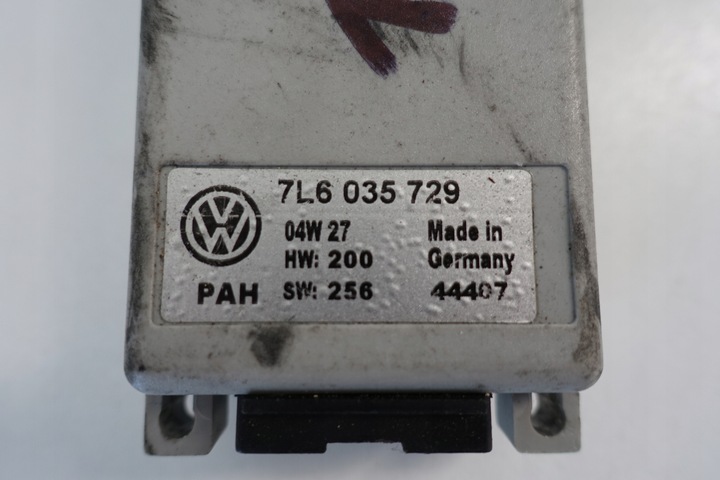 7L6 035 729
04W 27 Made in
HW: 200 Germany
PAH SW: 256 44407